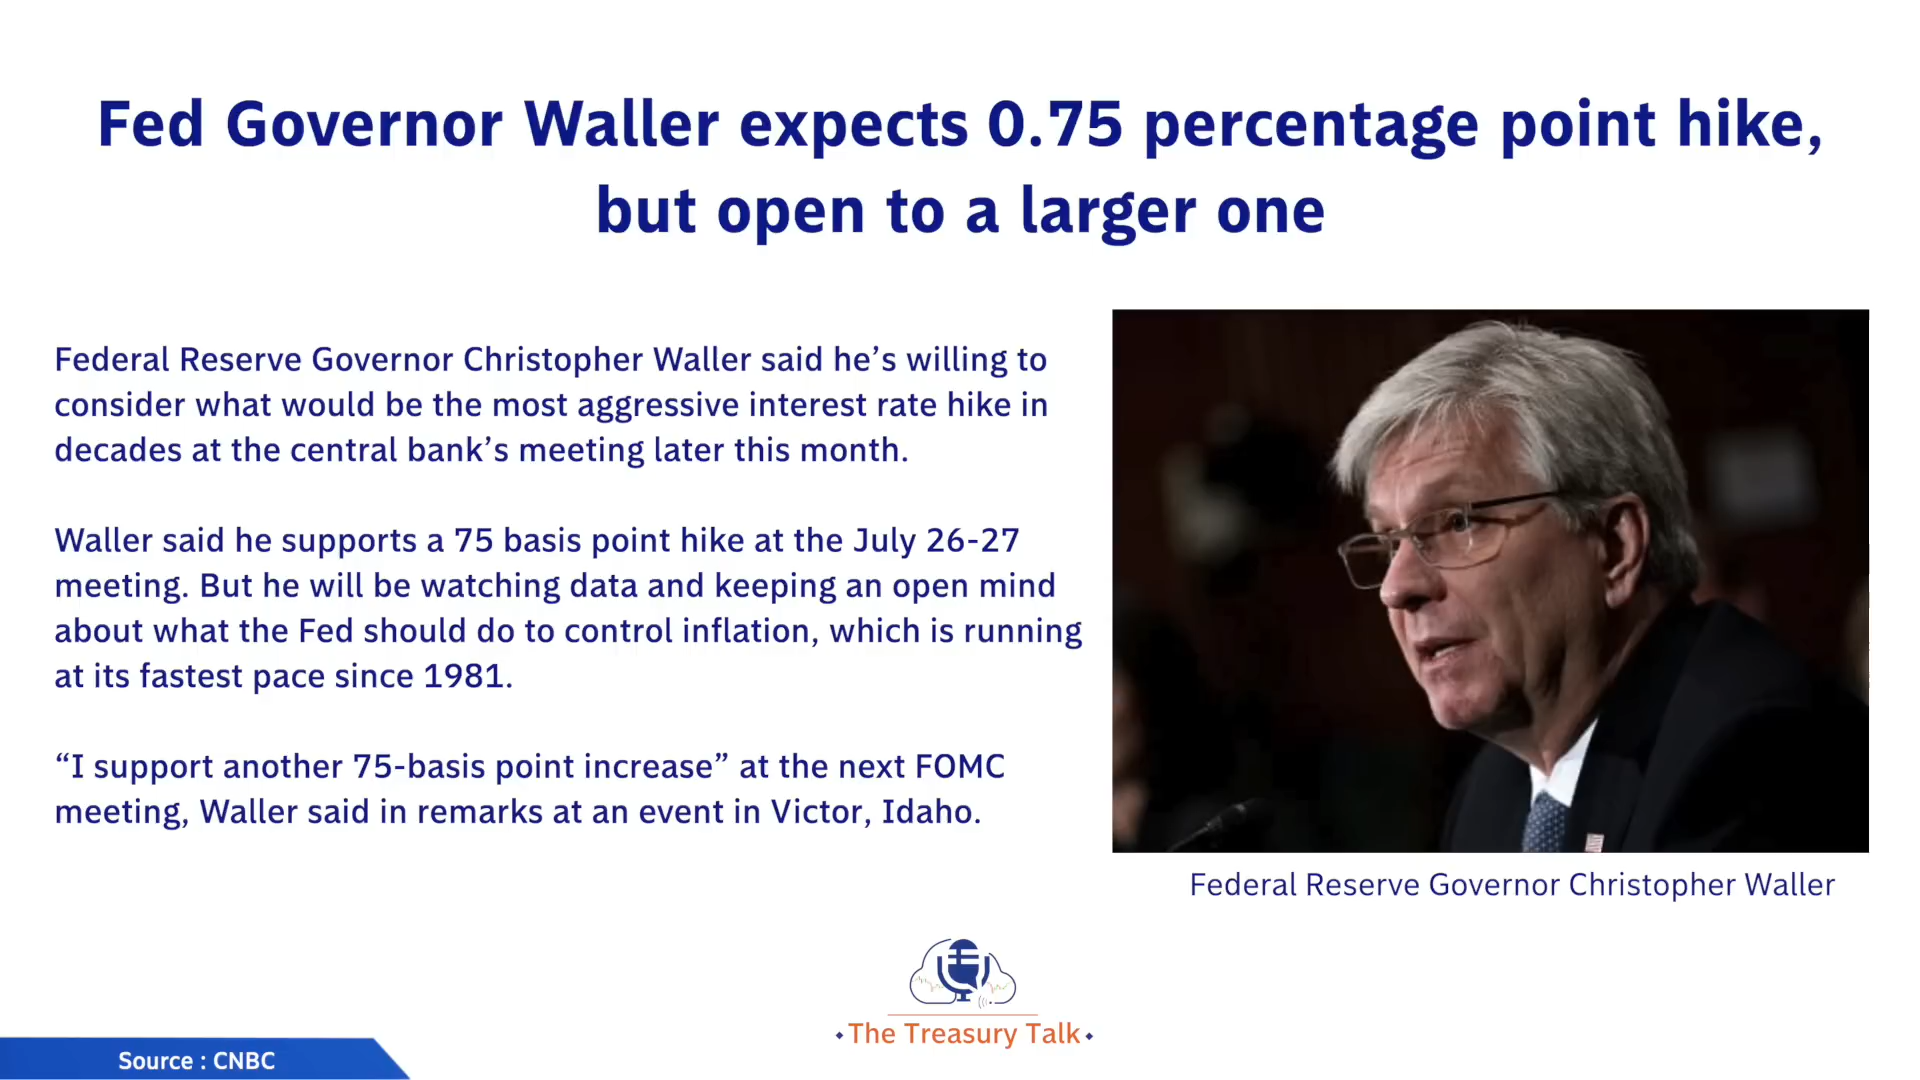 Fed Governor Waller expects 0.75 percentage point hike,
but open to a larger one
Federal Reserve Governor Christopher Waller said he’s willing to
consider what would be the most aggressive interest rate hike in
decades at the central bank’s meeting later this month.
Waller said he supports a 75 basis point hike at the July 26-27
meeting. But he will be watching data and keeping an open mind
about what the Fed should do to control inflation, which is running
at its fastest pace since 1981.
“I support another 75-basis point increase” at the next FOMC
meeting, Waller said in remarks at an event in Victor, Idaho.
Federal Reserve Governor Christopher Waller
The Treasury Talk
Source : CNBC